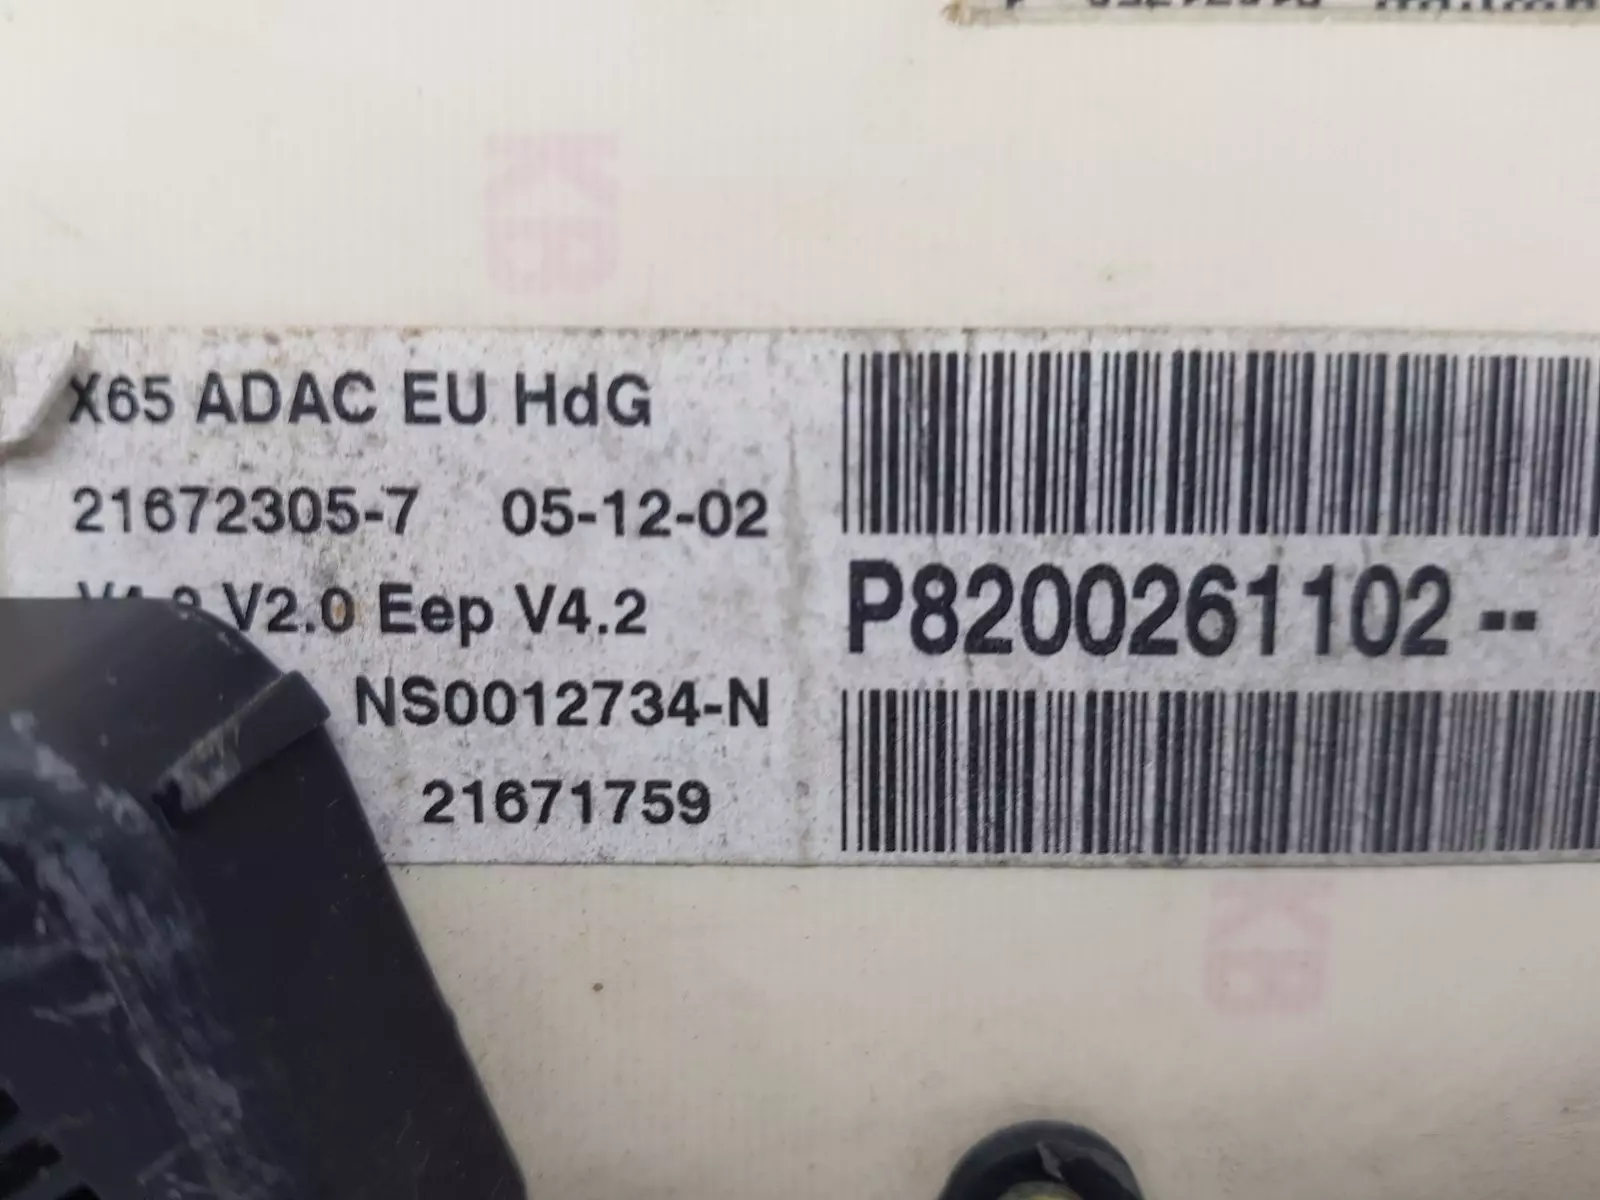 X65 ADAC EU HdG
21672305-7 05-12-02
V2.0 Eep V4.2
NS0012734-N
21671759
P8200261102--